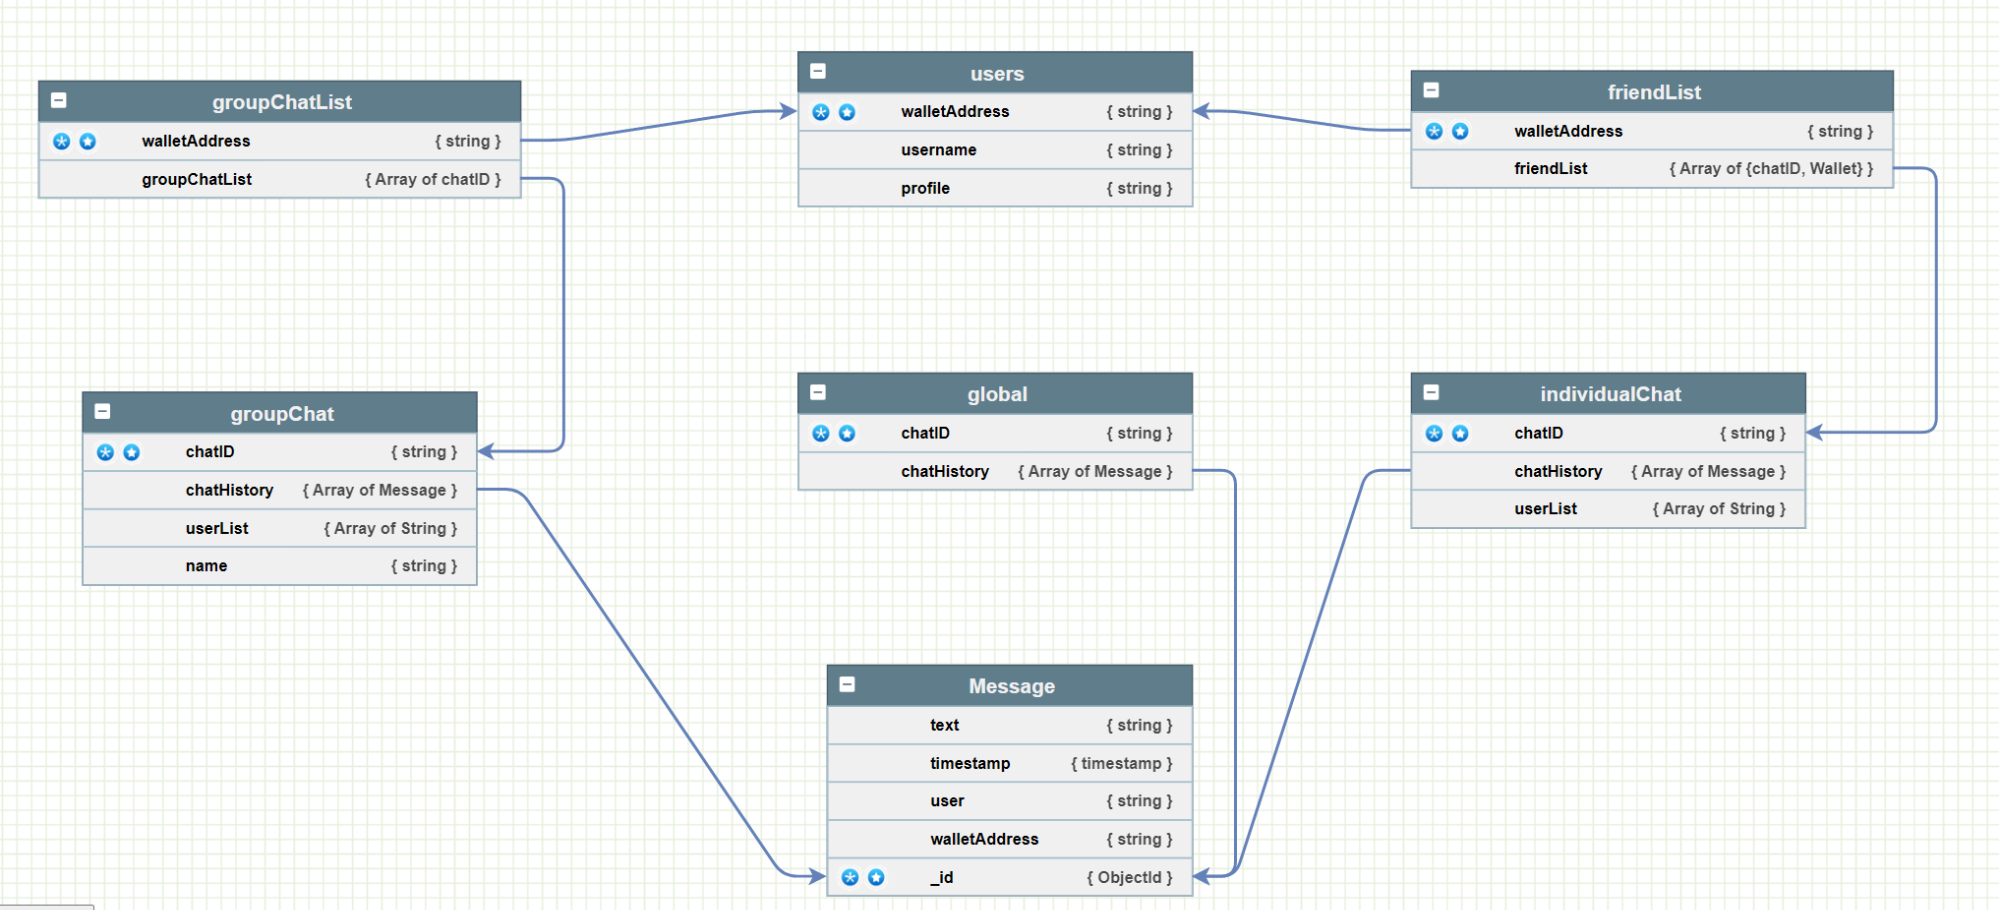 groupChatList
walletAddress { string }
groupChatList { Array of chatID }
users
walletAddress { string }
username { string }
profile { string }
friendList
walletAddress { string }
friendList { Array of {chatID, Wallet} }
groupChat
chatID { string }
chatHistory { Array of Message }
userList { Array of String }
name { string }
global
chatID { string }
chatHistory { Array of Message }
individualChat
chatID { string }
chatHistory { Array of Message }
userList { Array of String }
Message
text { string }
timestamp { timestamp }
user { string }
walletAddress { string }
_id { ObjectId }